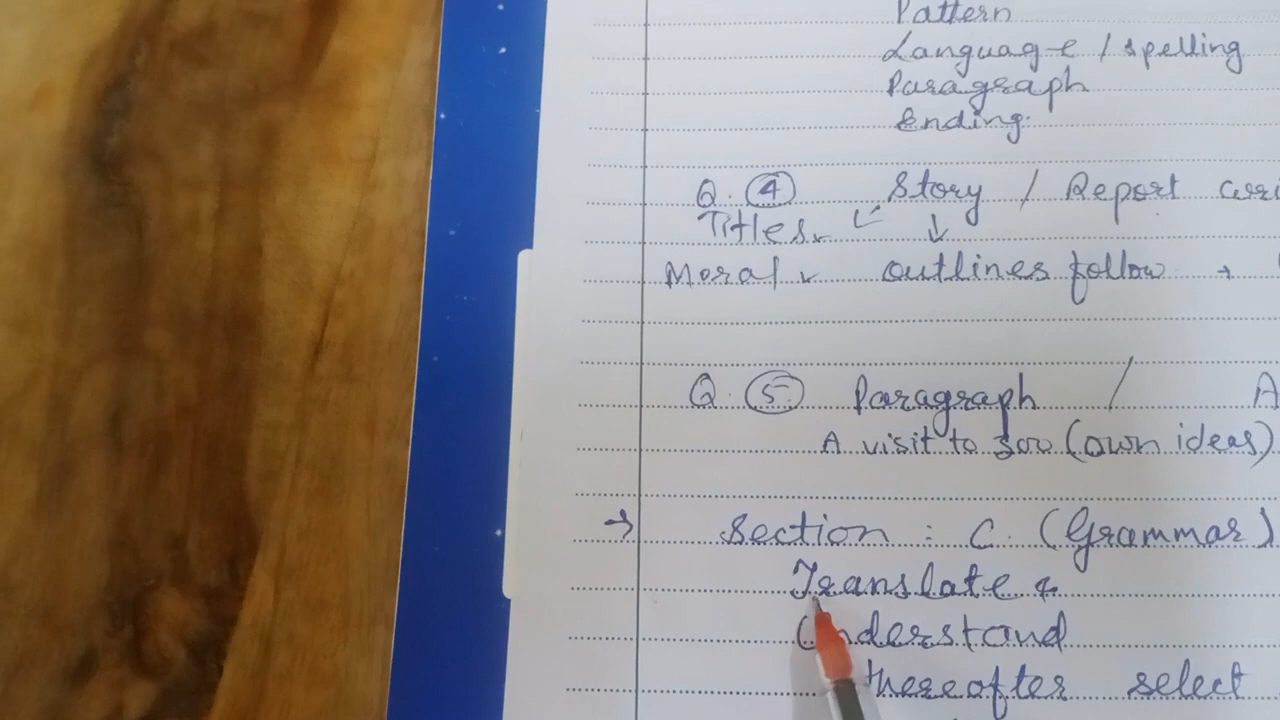 Pattern
Language / spelling
Paragraph
Ending.
Q. 4 Story / Report
Titles
Moral outlines follow →
Q. 5 Paragraph / A
A visit to zoo (own ideas)
→ Section : C. (Grammar)
Translate &
Understand
thereafter select